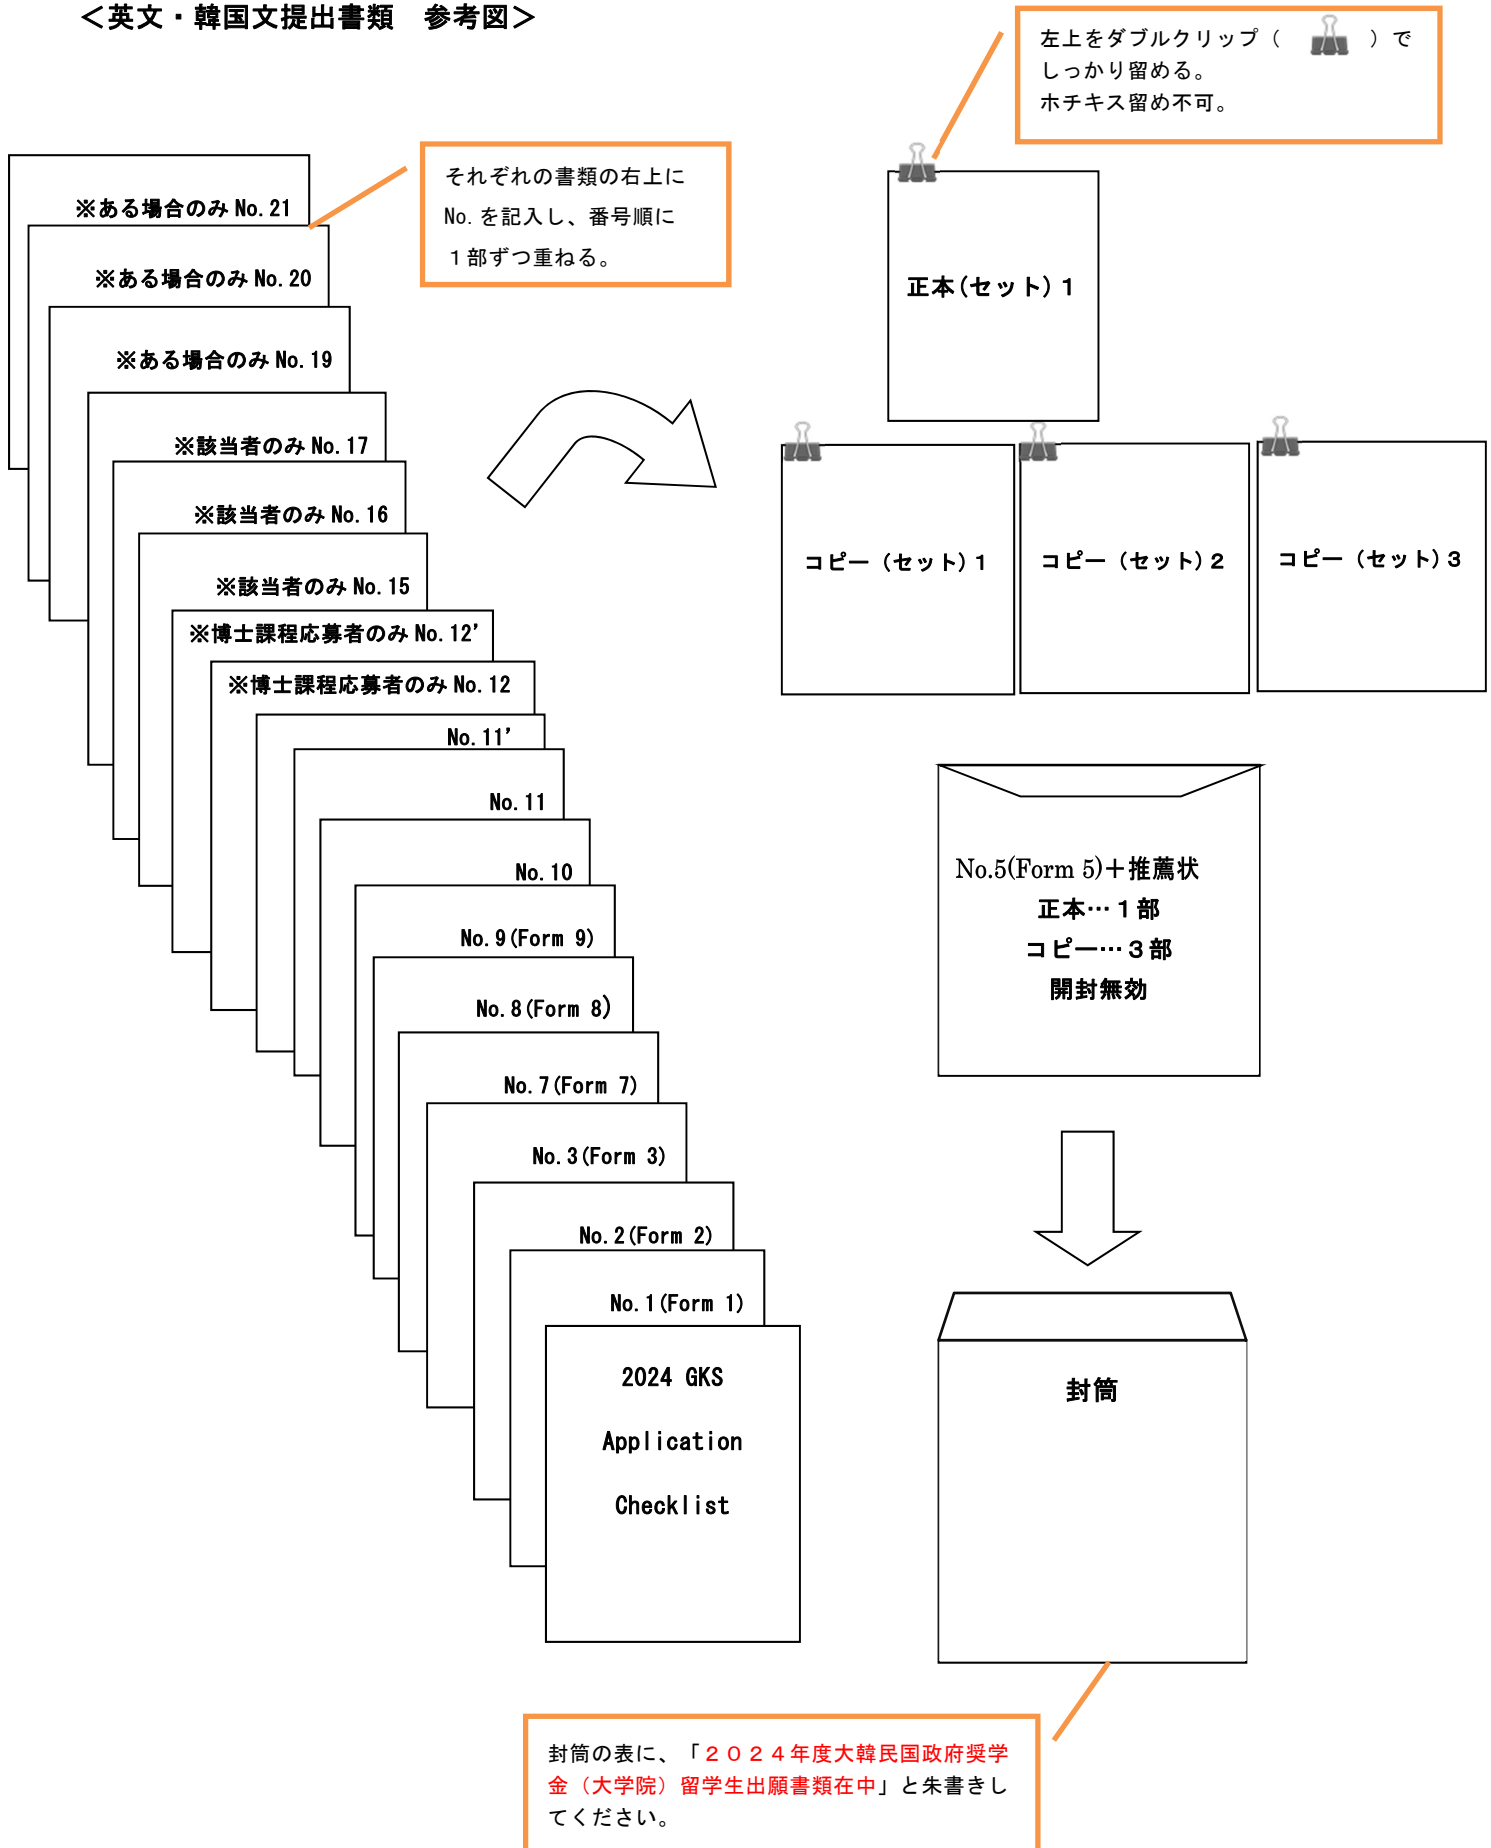 ＜英文・韓国文提出書類　参考図＞
左上をダブルクリップ（　）で
しっかり留める。
ホチキス留め不可。
それぞれの書類の右上に
No.を記入し、番号順に
１部ずつ重ねる。
※ある場合のみ No.21
※ある場合のみ No.20
※ある場合のみ No.19
※該当者のみ No.17
※該当者のみ No.16
※該当者のみ No.15
※博士課程応募者のみ No.12’
※博士課程応募者のみ No.12
No.11’
No.11
No.10
No.9(Form 9)
No.8(Form 8)
No.7(Form 7)
No.3(Form 3)
No.2(Form 2)
No.1(Form 1)
2024 GKS
Application
Checklist
正本(セット)１
コピー（セット)１
コピー（セット)２
コピー（セット)３
No.5(Form 5)＋推薦状
正本…１部
コピー…３部
開封無効
封筒
封筒の表に、「２０２４年度大韓民国政府奨学
金（大学院）留学生出願書類在中」と朱書きし
てください。